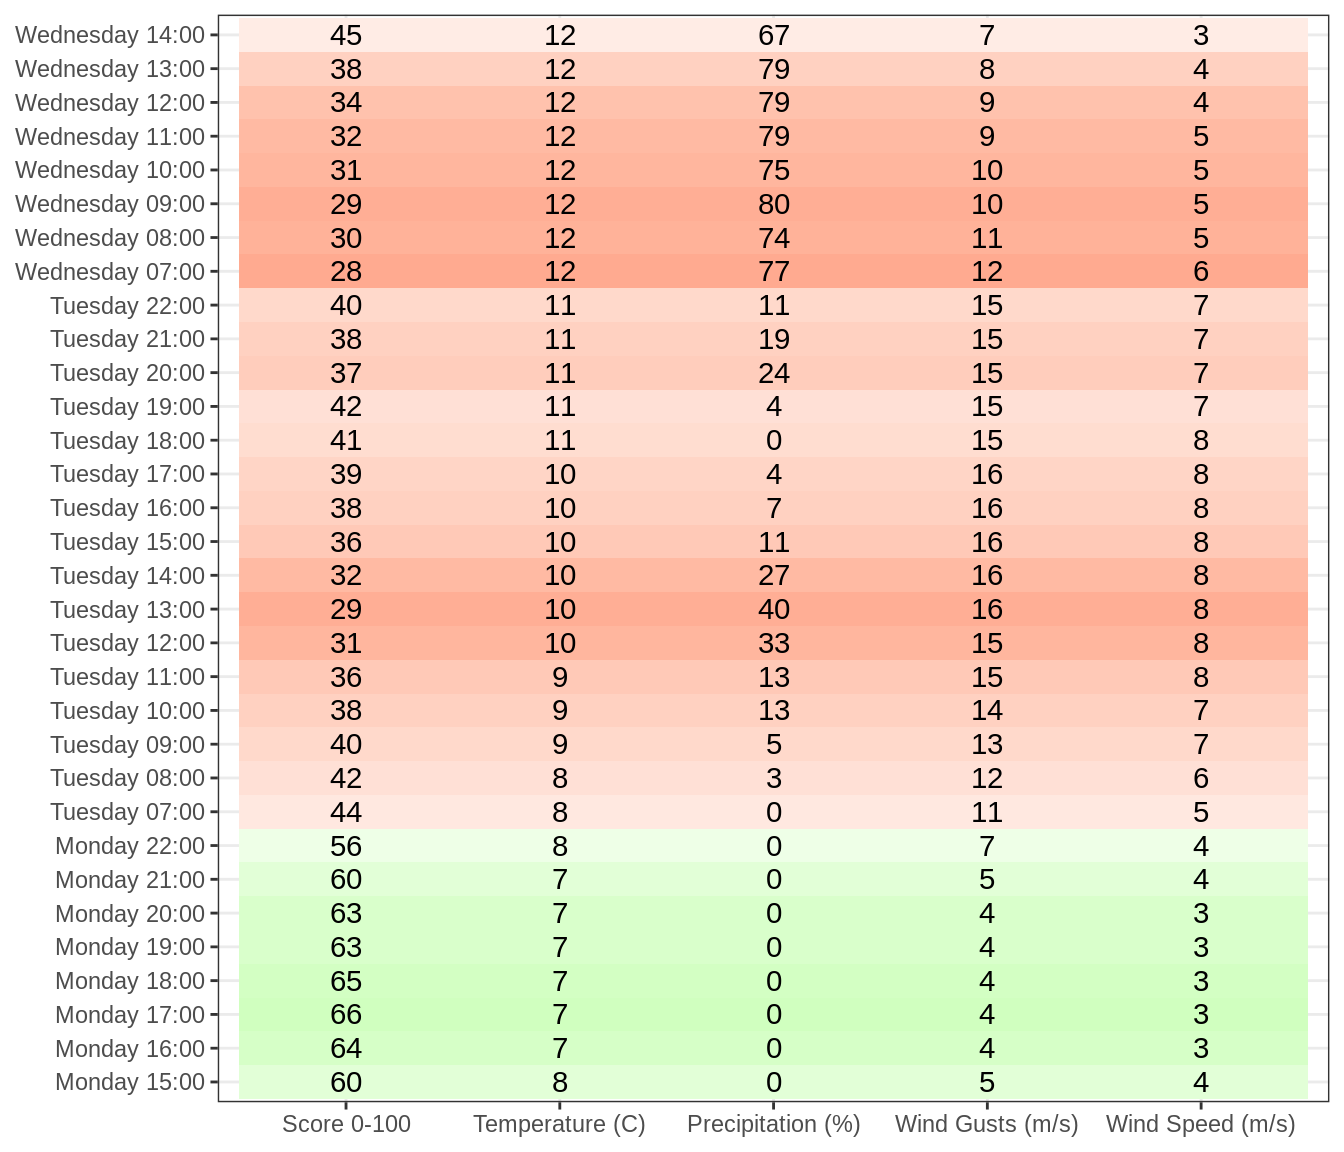 Wednesday 14:00 45 12 67 7 3
Wednesday 13:00 38 12 79 8 4
Wednesday 12:00 34 12 79 9 4
Wednesday 11:00 32 12 79 9 5
Wednesday 10:00 31 12 75 10 5
Wednesday 09:00 29 12 80 10 5
Wednesday 08:00 30 12 74 11 5
Wednesday 07:00 28 12 77 12 6
Tuesday 22:00 40 11 11 15 7
Tuesday 21:00 38 11 19 15 7
Tuesday 20:00 37 11 24 15 7
Tuesday 19:00 42 11 4 15 7
Tuesday 18:00 41 11 0 15 8
Tuesday 17:00 39 10 4 16 8
Tuesday 16:00 38 10 7 16 8
Tuesday 15:00 36 10 11 16 8
Tuesday 14:00 32 10 27 16 8
Tuesday 13:00 29 10 40 16 8
Tuesday 12:00 31 10 33 15 8
Tuesday 11:00 36 9 13 15 8
Tuesday 10:00 38 9 13 14 7
Tuesday 09:00 40 9 5 13 7
Tuesday 08:00 42 8 3 12 6
Tuesday 07:00 44 8 0 11 5
Monday 22:00 56 8 0 7 4
Monday 21:00 60 7 0 5 4
Monday 20:00 63 7 0 4 3
Monday 19:00 63 7 0 4 3
Monday 18:00 65 7 0 4 3
Monday 17:00 66 7 0 4 3
Monday 16:00 64 7 0 4 3
Monday 15:00 60 8 0 5 4
Score 0-100 Temperature (C) Precipitation (%) Wind Gusts (m/s) Wind Speed (m/s)